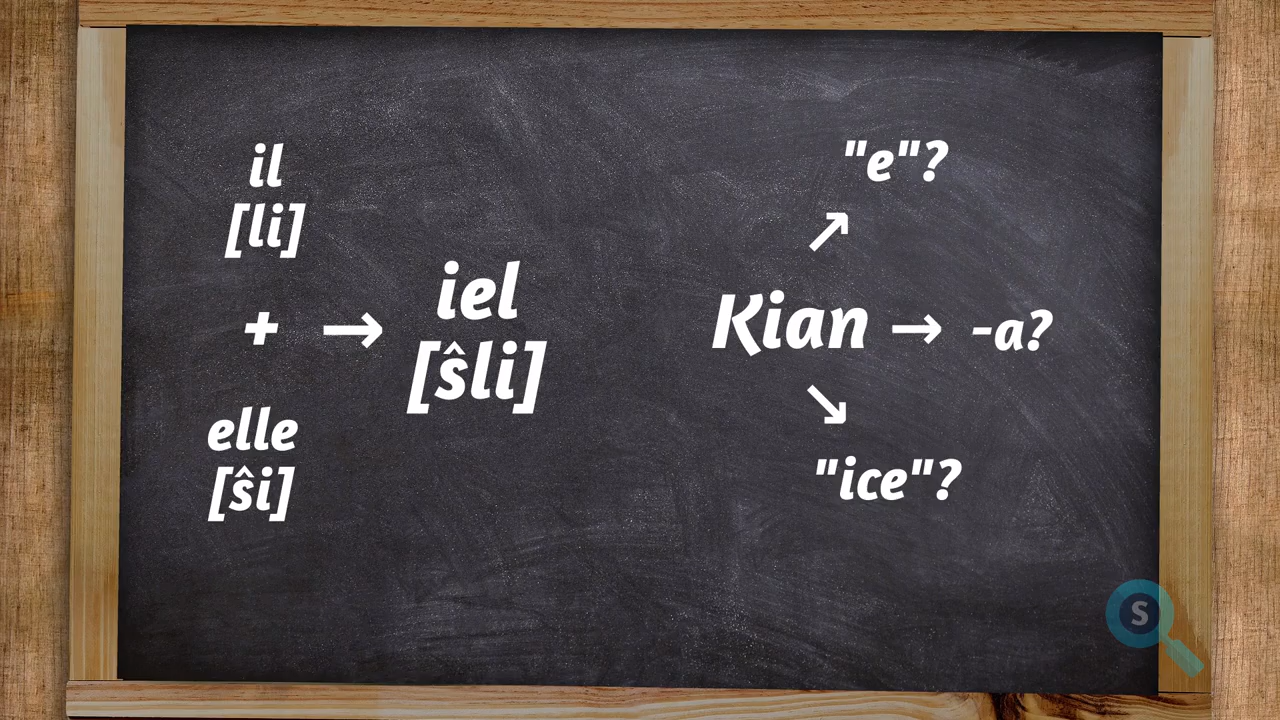 il
[li]
+ →
elle
[ŝi]
iel
[ŝli]
"e"?
↗
Kian → -a?
↘
"ice"?
S